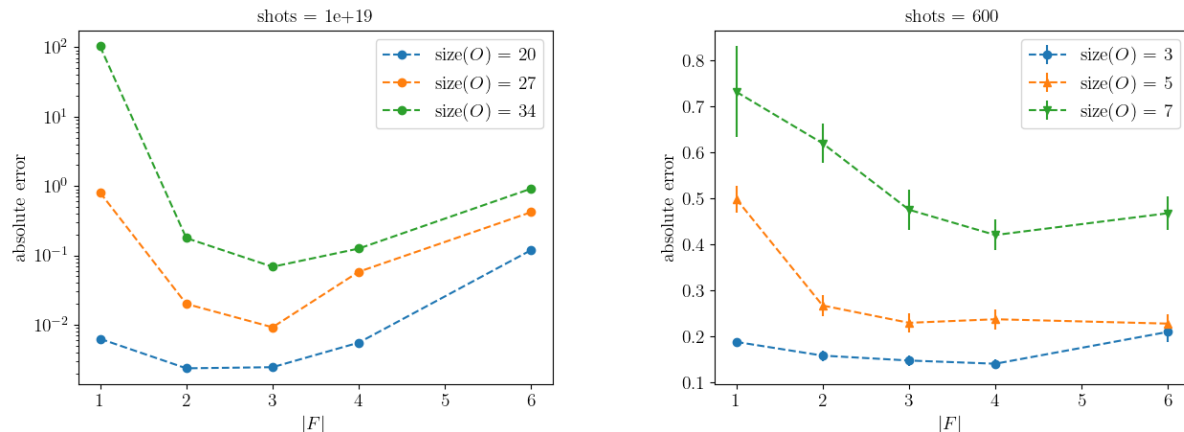 shots = 1e+19
absolute error
10^2
10^1
10^0
10^{-1}
10^{-2}
size(O) = 20
size(O) = 27
size(O) = 34
1 2 3 4 5 6
|F|
shots = 600
absolute error
0.8
0.7
0.6
0.5
0.4
0.3
0.2
0.1
size(O) = 3
size(O) = 5
size(O) = 7
1 2 3 4 5 6
|F|